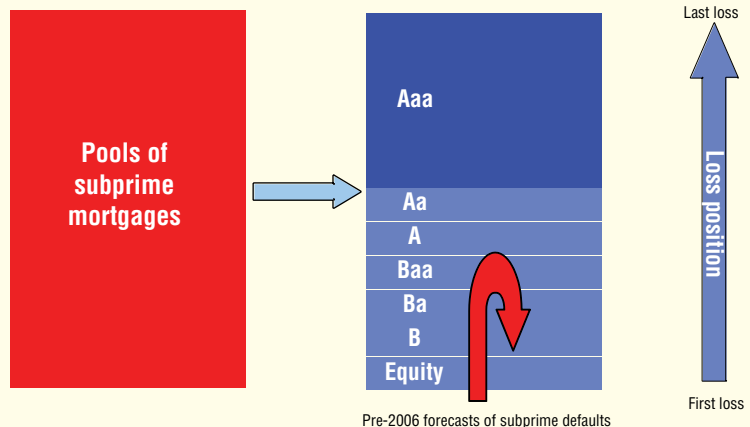 Pools of
subprime
mortgages
Aaa
Aa
A
Baa
Ba
B
Equity
Pre-2006 forecasts of subprime defaults
Last loss
Loss position
First loss